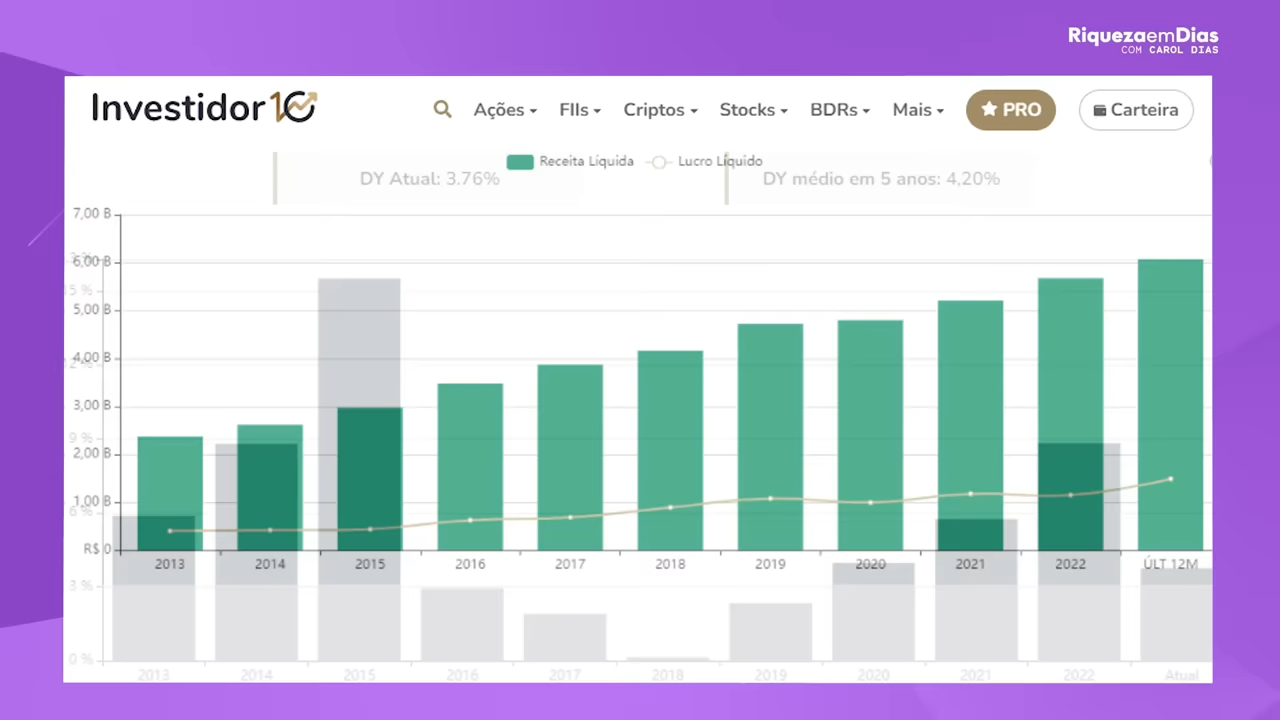 RiquezaemDias
COM CAROL DIAS
Investidor10
Ações
FIIs
Criptos
Stocks
BDRs
Mais
PRO
Carteira
Receita Líquida
Lucro Líquido
DY Atual: 3.76%
DY médio em 5 anos: 4,20%
7,00 B
6,00 B
15 %
5,00 B
4,00 B
12 %
3,00 B
9 %
2,00 B
1,00 B
6 %
R$ 0
2013 2014 2015 2016 2017 2018 2019 2020 2021 2022 ÚLT 12M
3 %
0 %
2013 2014 2015 2016 2017 2018 2019 2020 2021 2022 Atual